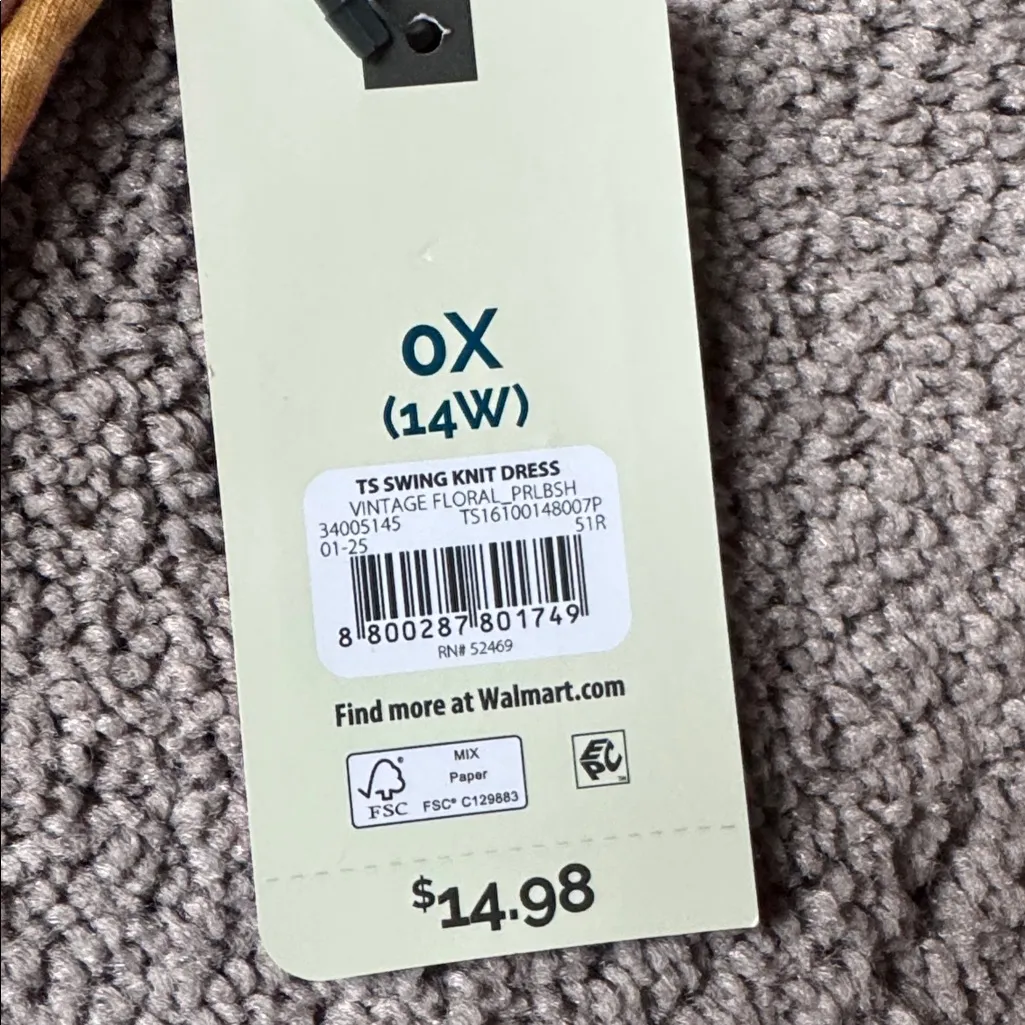 0X
(14W)
TS SWING KNIT DRESS
VINTAGE FLORAL_PRLBSH
34005145 TS16T00148007P
01-25 51R
8 800287 801749
RN# 52469
Find more at Walmart.com
FSC
MIX
Paper
FSC® C129883
EPC™
$14.98